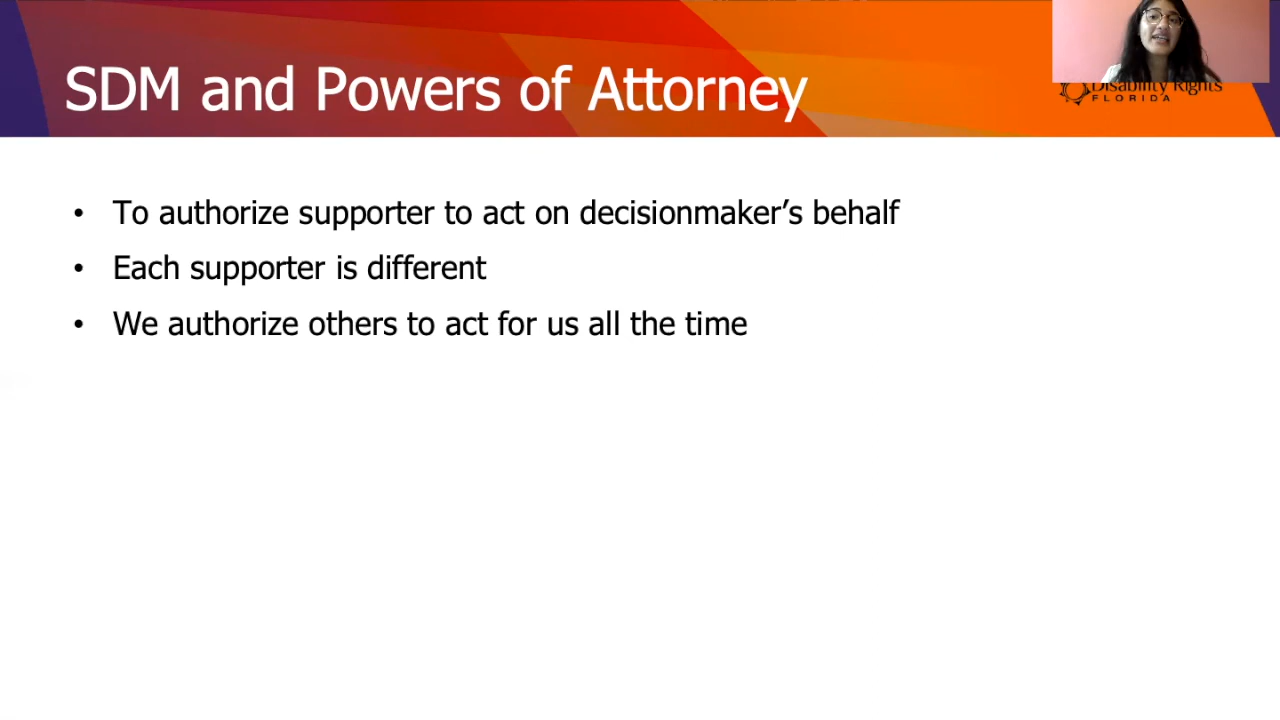 SDM and Powers of Attorney
Disability Rights
FLORIDA
• To authorize supporter to act on decisionmaker’s behalf
• Each supporter is different
• We authorize others to act for us all the time